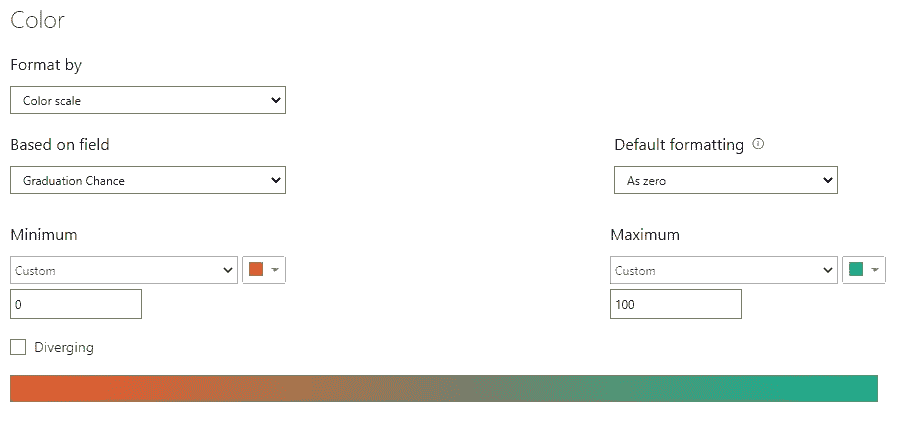 Color
Format by
Color scale
Based on field
Default formatting
Graduation Chance
As zero
Minimum
Maximum
Custom
Custom
0
100
Diverging